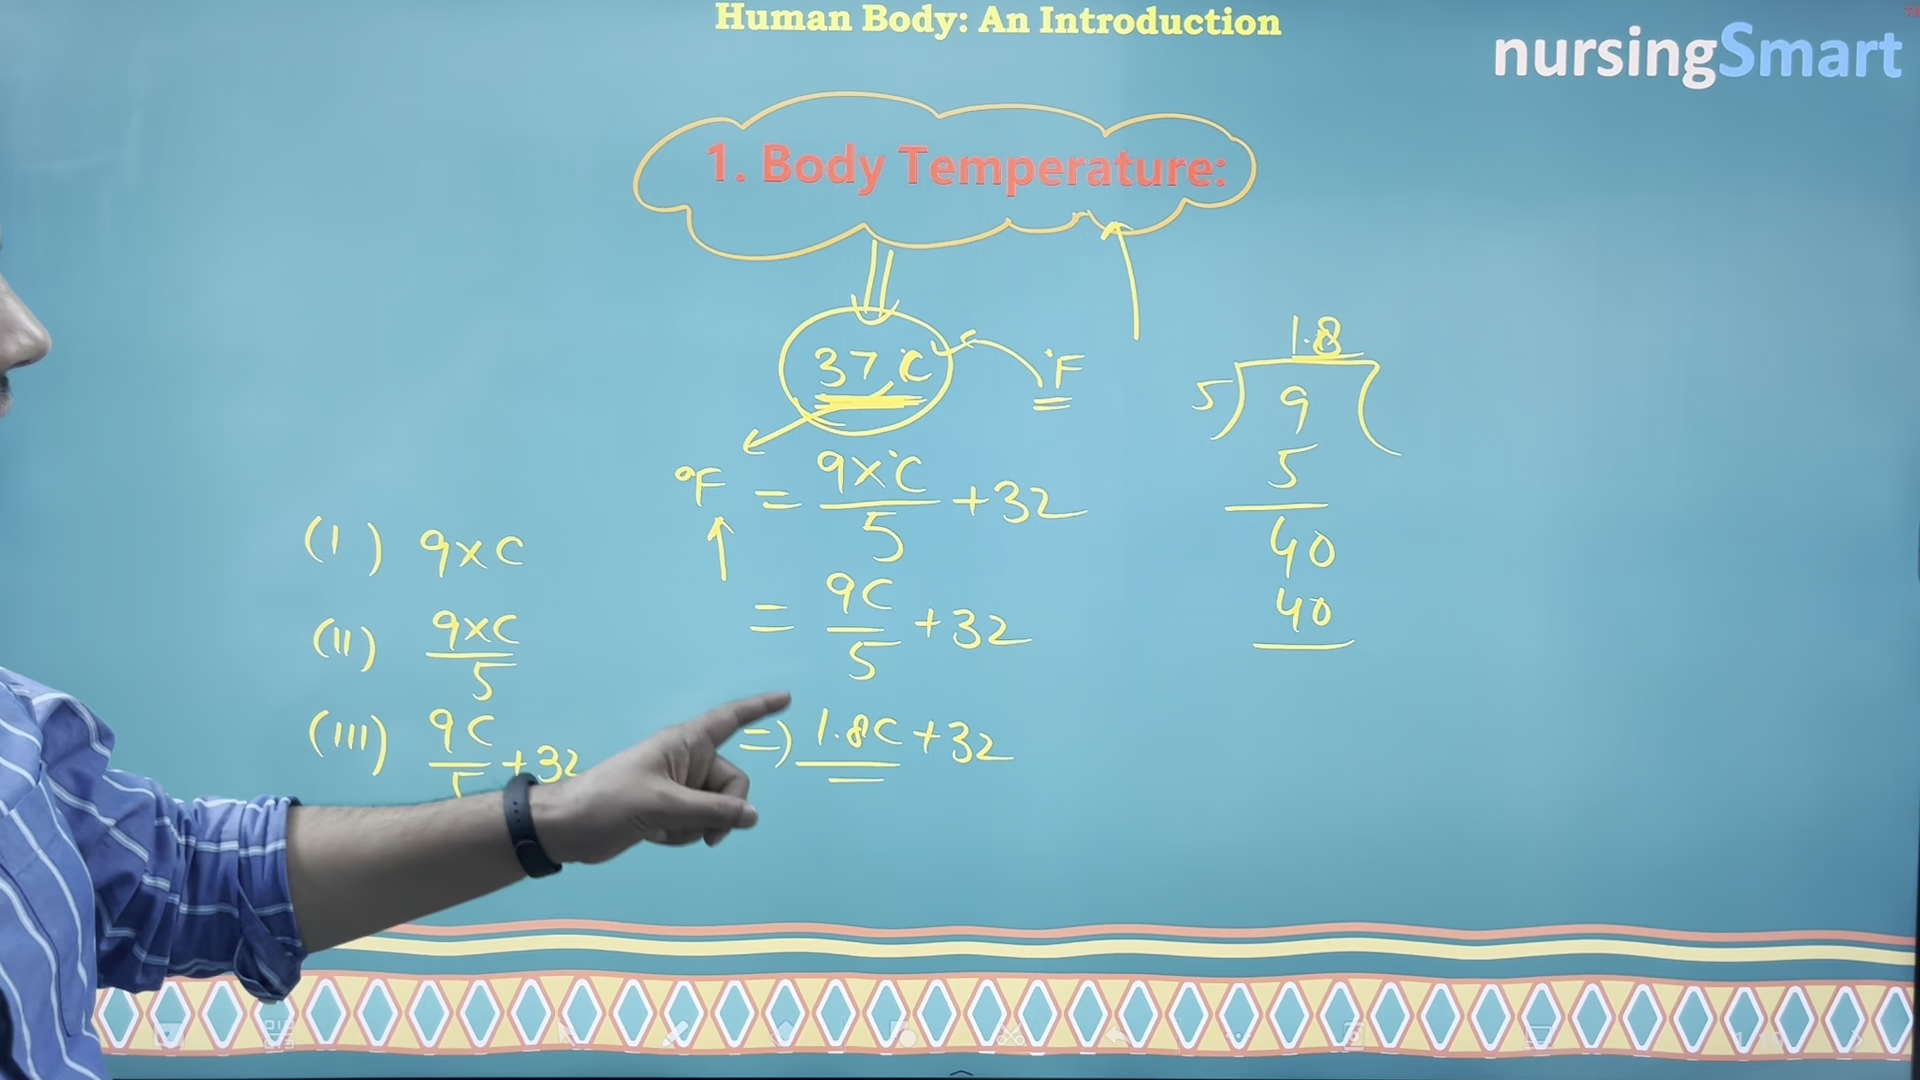 Human Body: An Introduction
nursingSmart
1. Body Temperature:
37°C
°F
°F = 9×°C/5 + 32
= 9C/5 + 32
=) 1.8C + 32
(I) 9×C
(II) 9×C/5
(III) 9C/5 + 32
1.8
5) 9 (
5
40
40